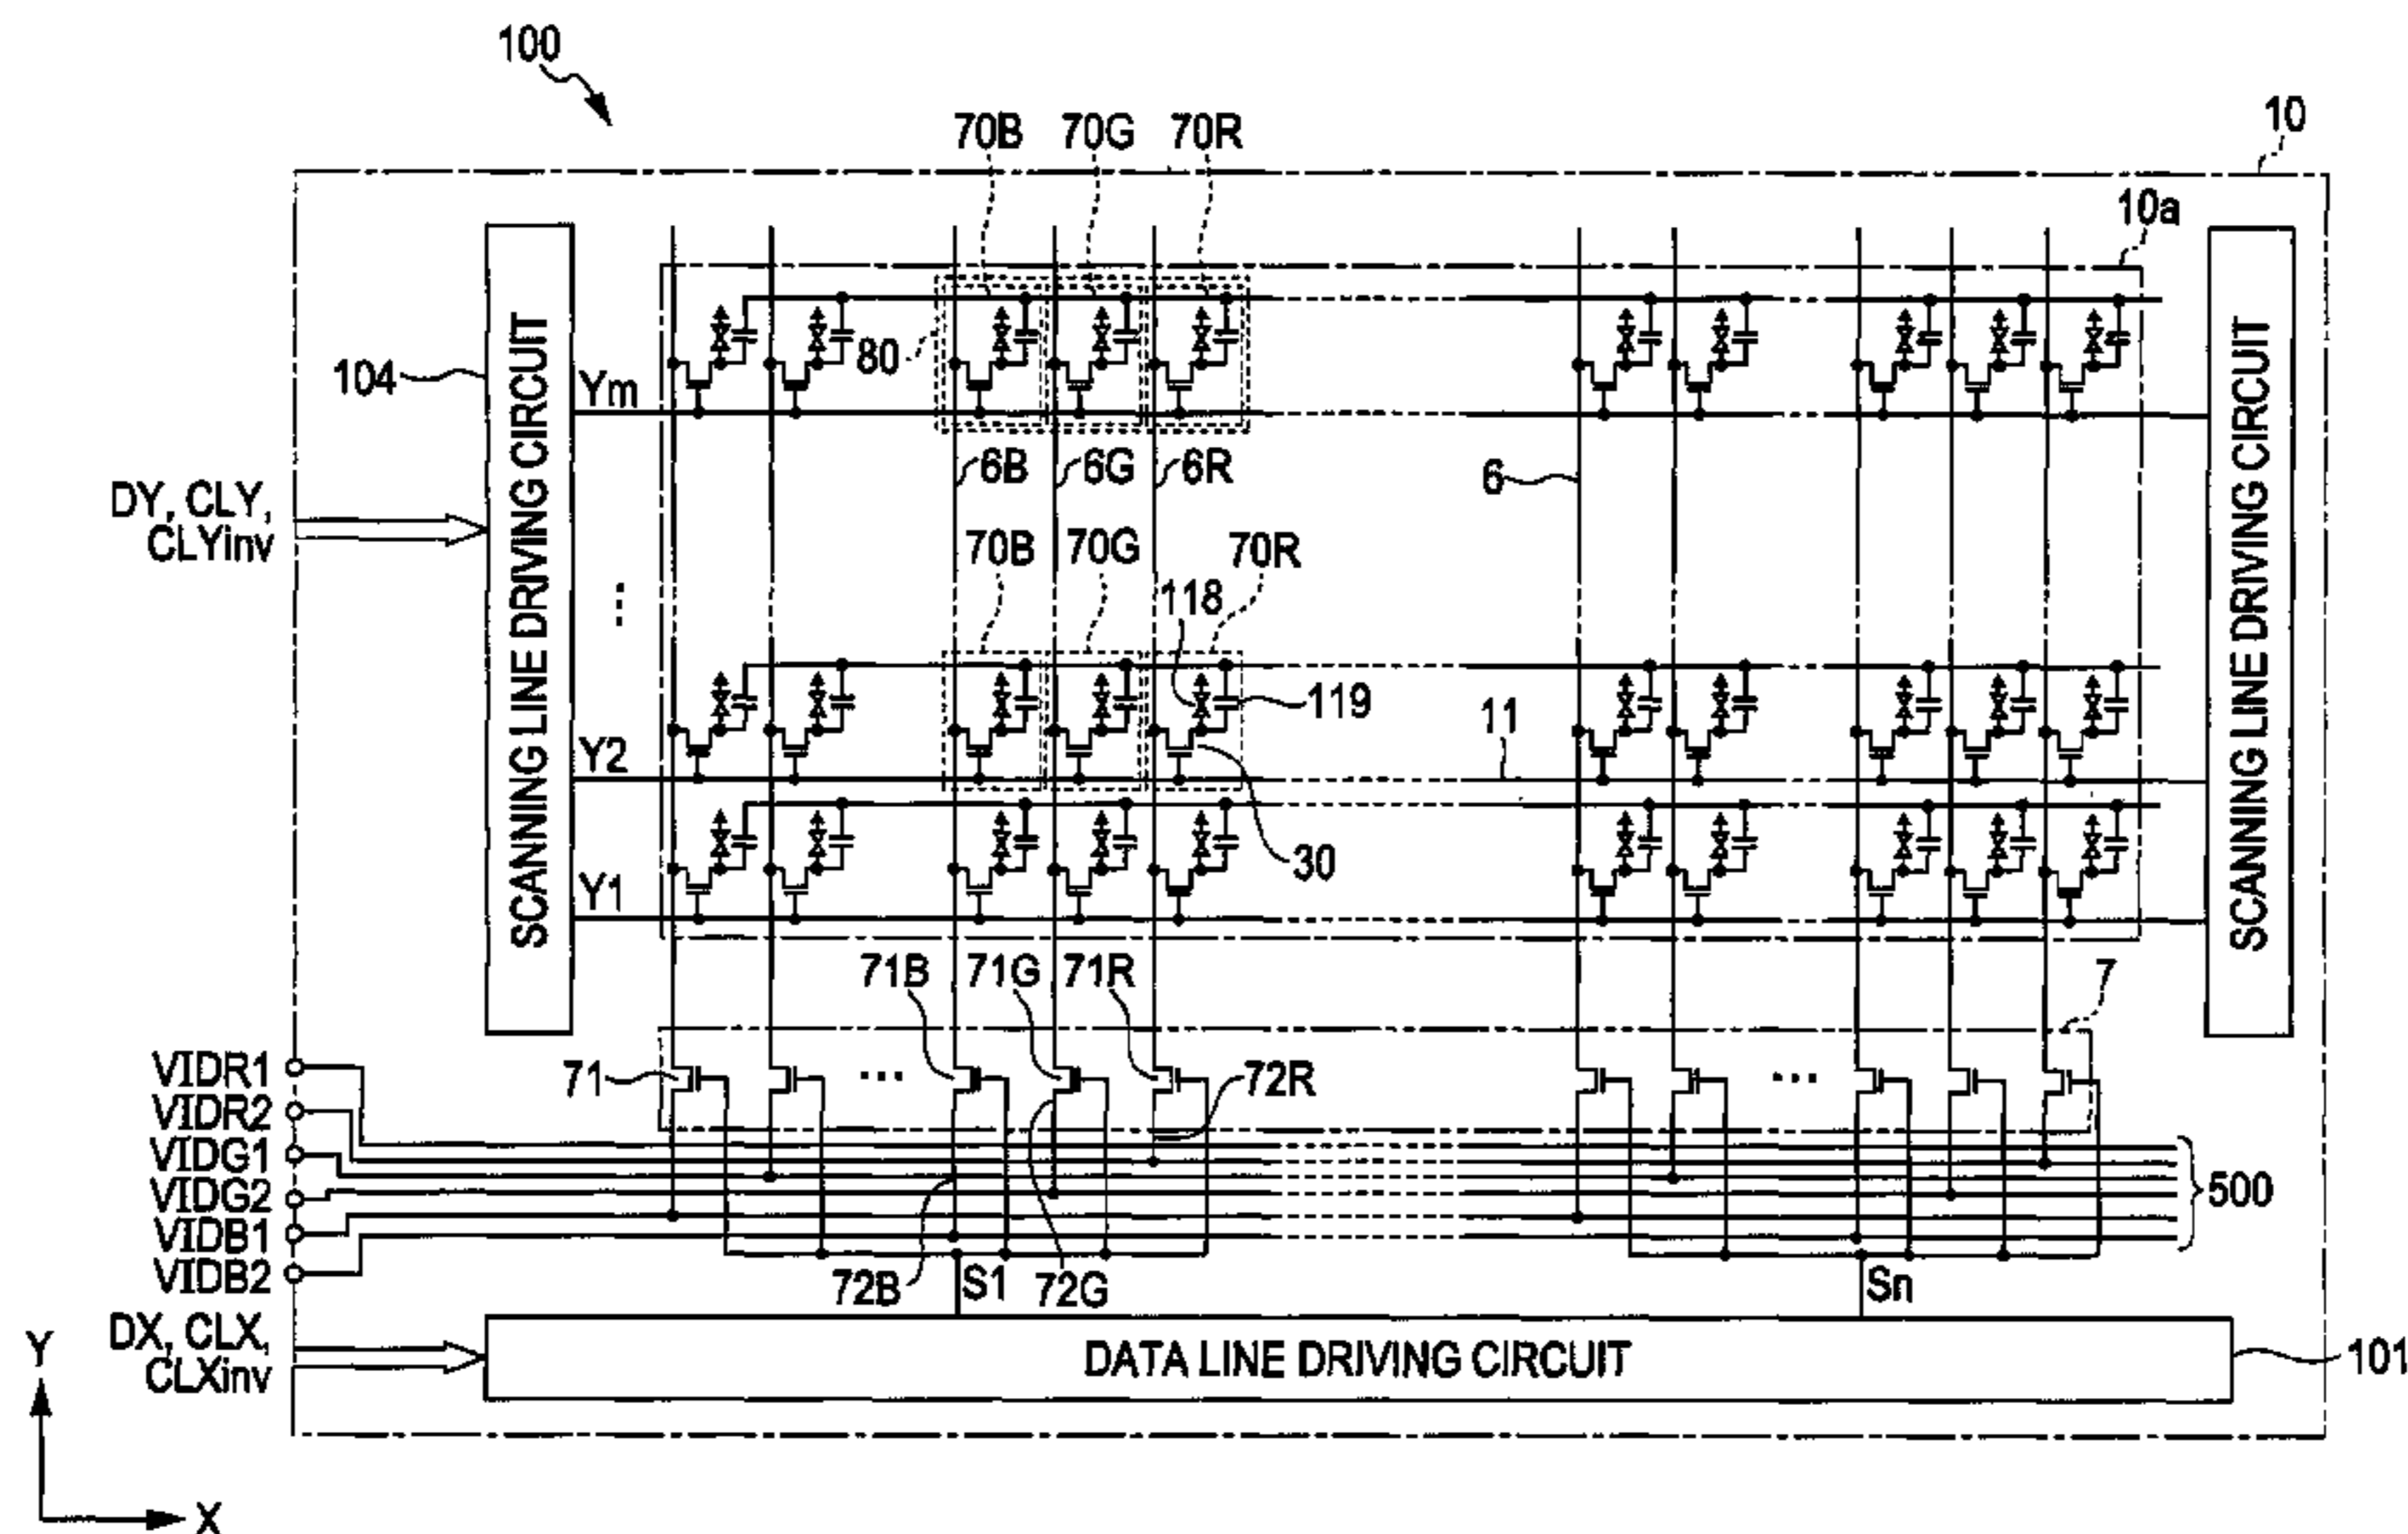 100
10
70B 70G 70R
10a
80
104
Ym
SCANNING LINE DRIVING CIRCUIT
SCANNING LINE DRIVING CIRCUIT
6B 6G 6R 6
DY, CLY,
CLYinv
70B 70G 70R
118
119
11
Y2
30
Y1
71B 71G 71R 7
71 ... 72R ...
VIDR1
VIDR2
VIDG1
VIDG2
VIDB1
VIDB2
500
72B S1 72G Sn
DX, CLX,
CLXinv
DATA LINE DRIVING CIRCUIT
101
Y
X